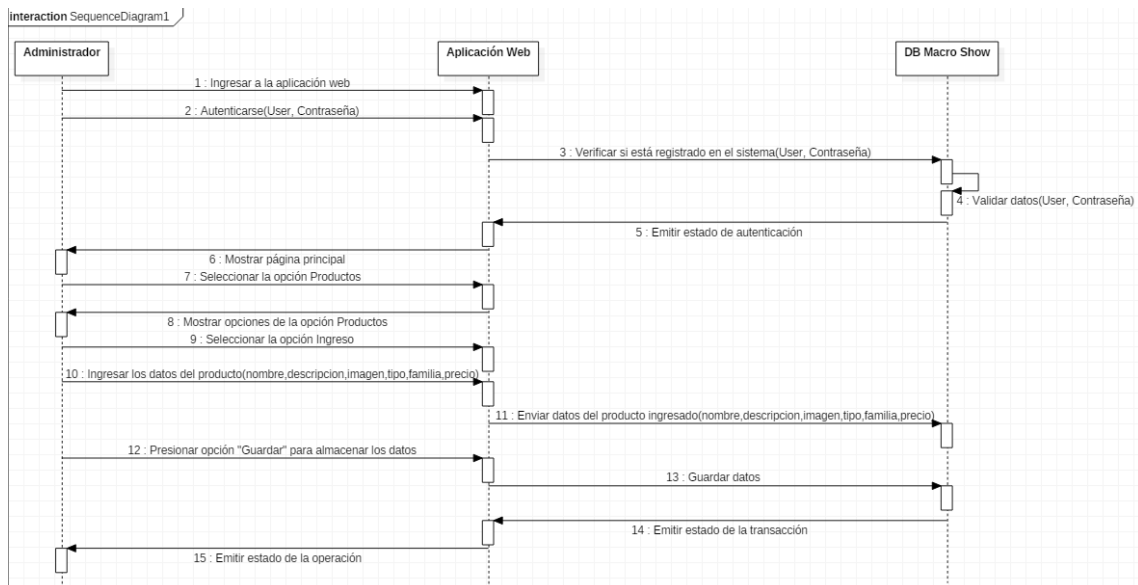 interaction SequenceDiagram1
Administrador
Aplicación Web
DB Macro Show
1 : Ingresar a la aplicación web
2 : Autenticarse(User, Contraseña)
3 : Verificar si está registrado en el sistema(User, Contraseña)
4 : Validar datos(User, Contraseña)
5 : Emitir estado de autenticación
6 : Mostrar página principal
7 : Seleccionar la opción Productos
8 : Mostrar opciones de la opción Productos
9 : Seleccionar la opción Ingreso
10 : Ingresar los datos del producto(nombre,descripcion,imagen,tipo,familia,precio)
11 : Enviar datos del producto ingresado(nombre,descripcion,imagen,tipo,familia,precio)
12 : Presionar opción "Guardar" para almacenar los datos
13 : Guardar datos
14 : Emitir estado de la transacción
15 : Emitir estado de la operación